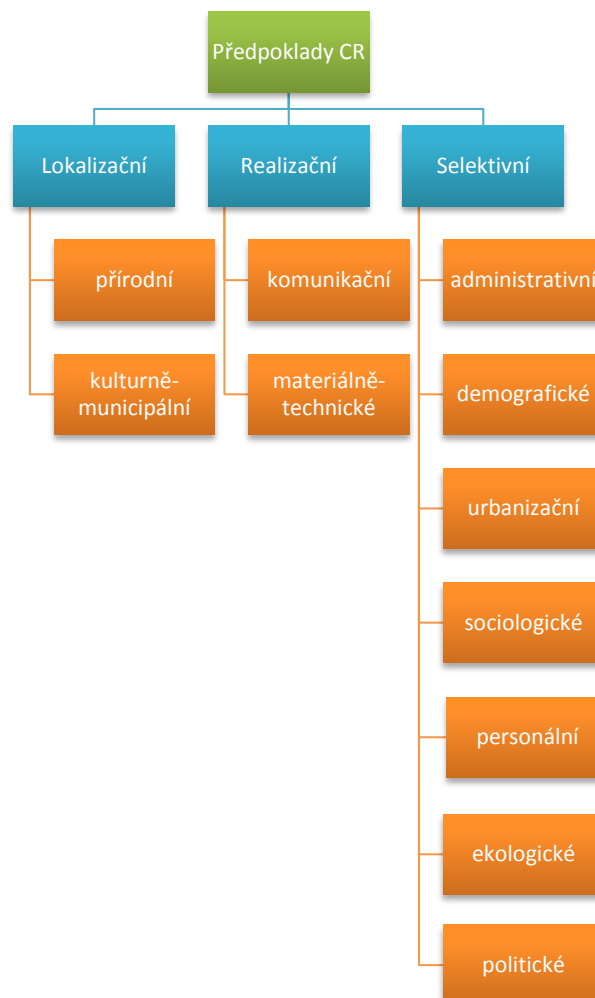 Předpoklady CR
Lokalizační
přírodní
kulturně-
municipální
Realizační
komunikační
materiálně-
technické
Selektivní
administrativní
demografické
urbanizační
sociologické
personální
ekologické
politické